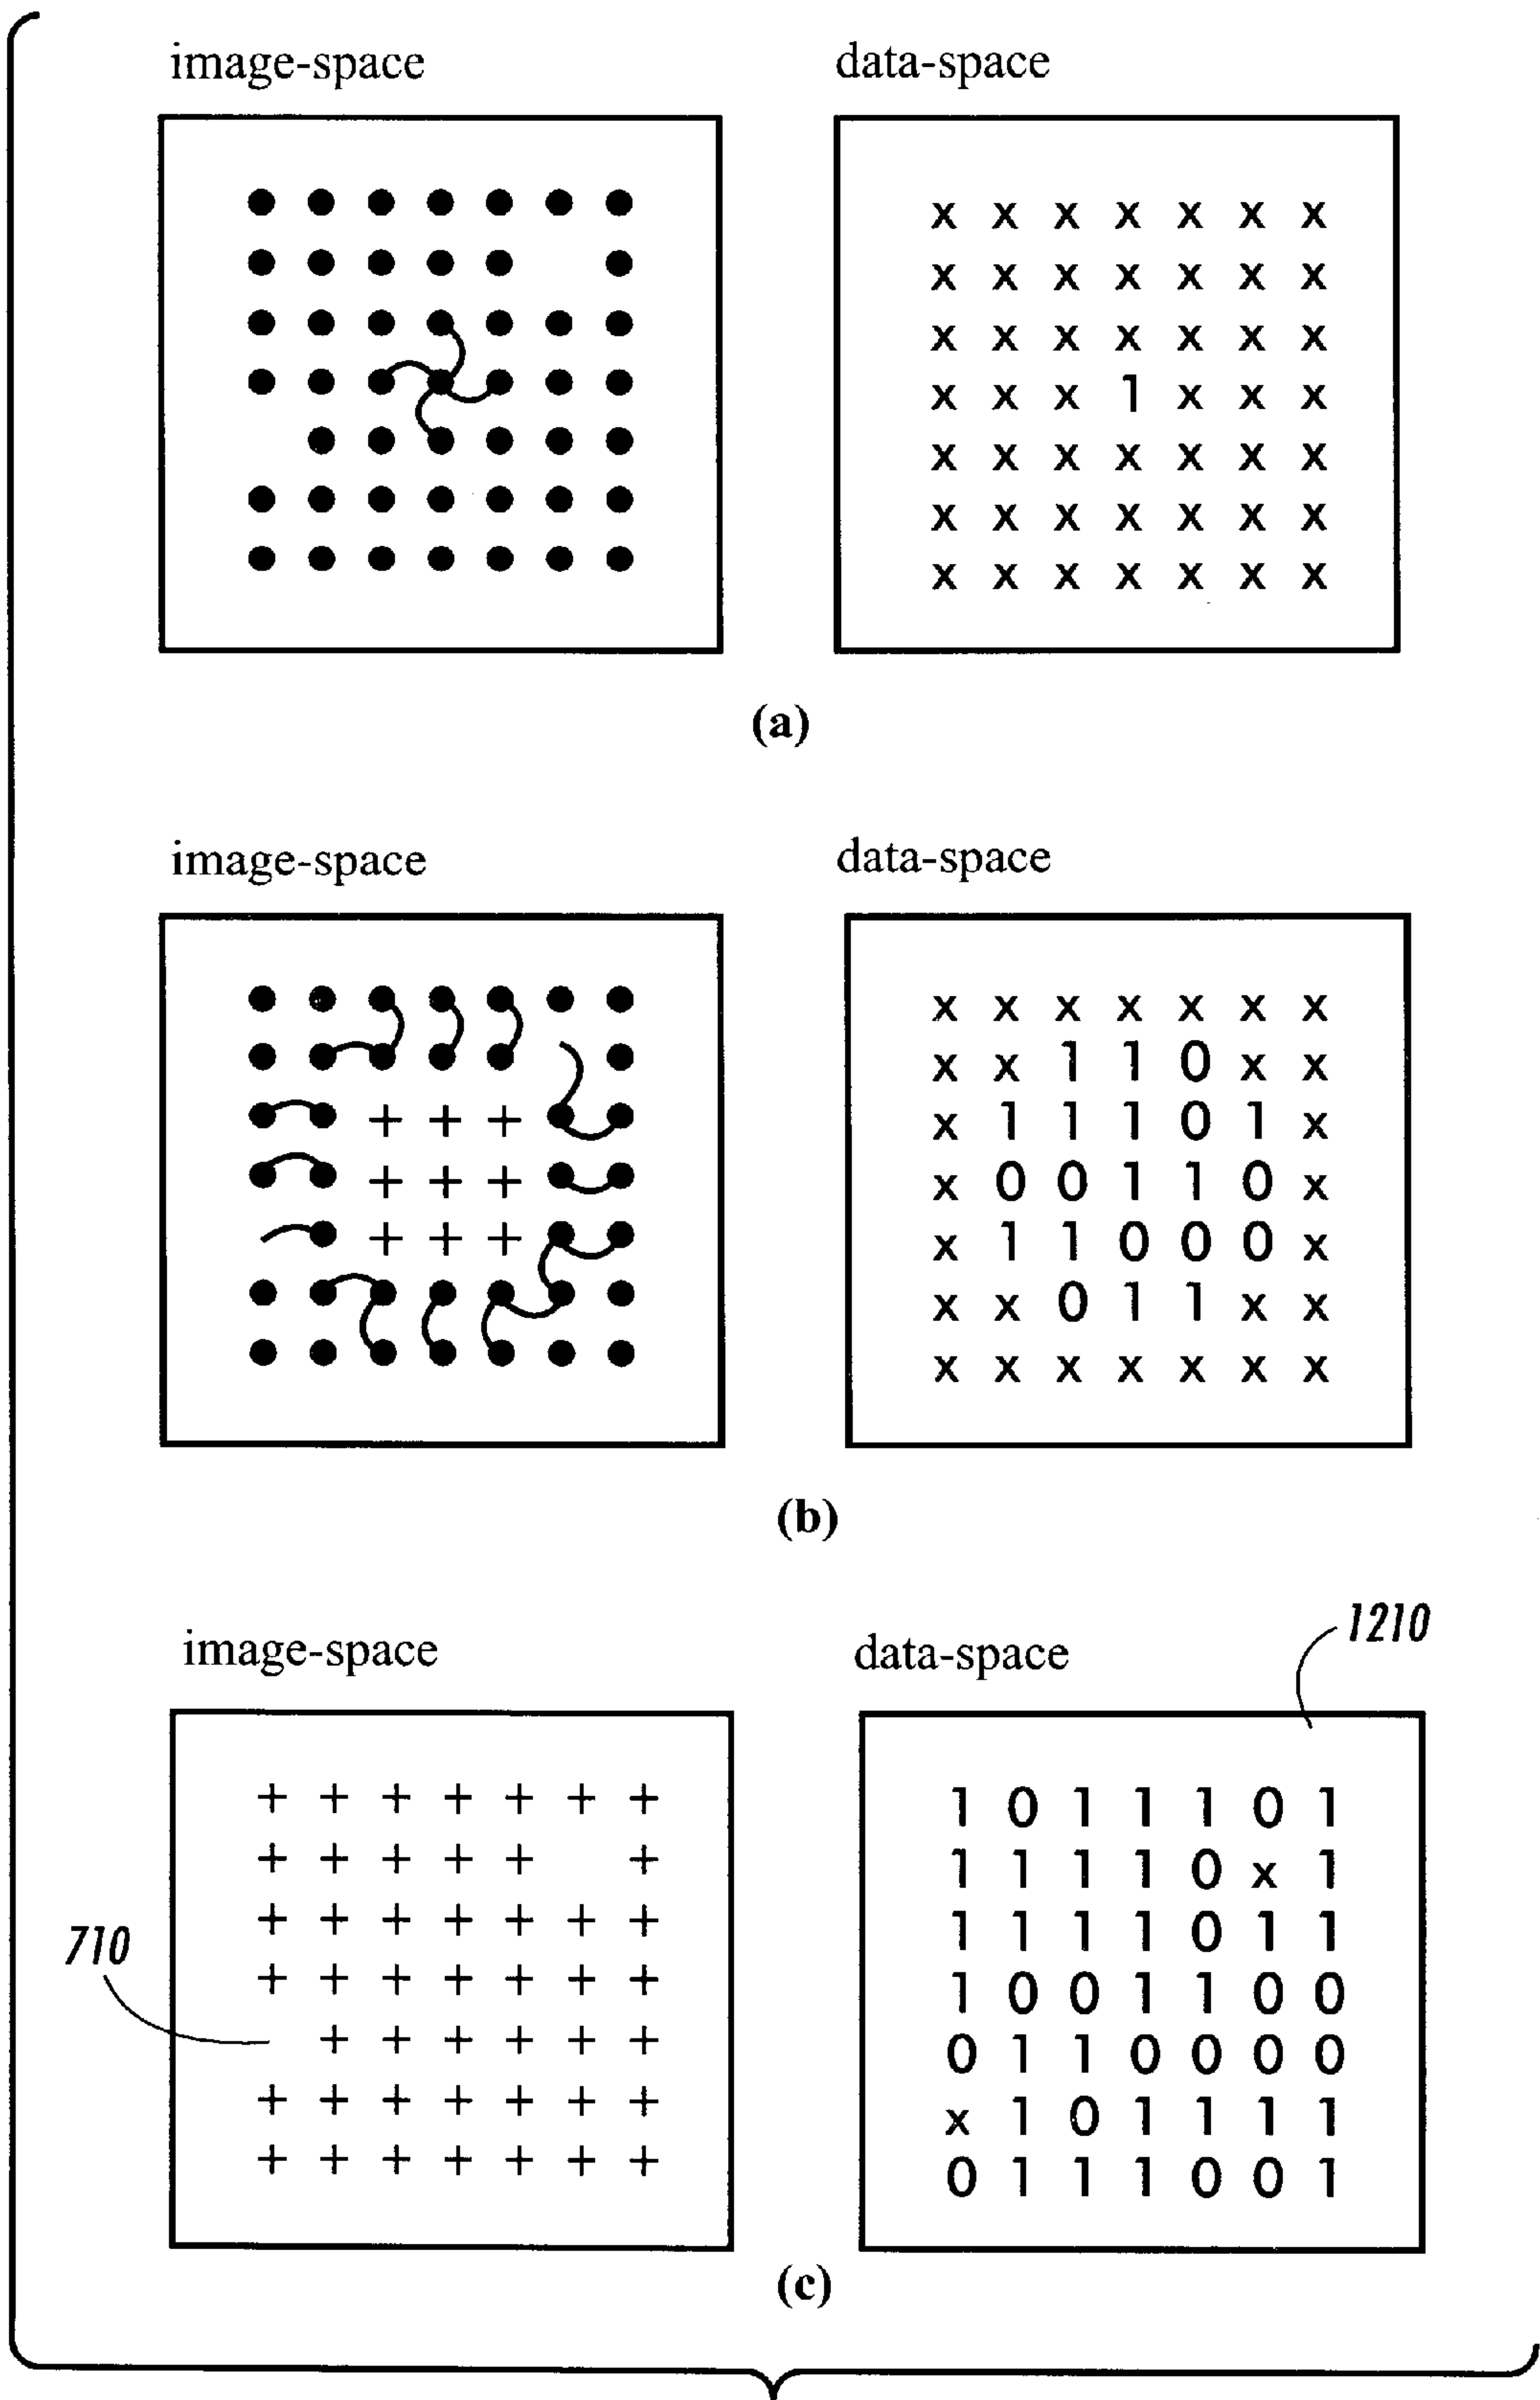 image-space data-space
x x x x x x x
x x x x x x x
x x x x x x x
x x x 1 x x x
x x x x x x x
x x x x x x x
x x x x x x x
(a)
image-space data-space
x x x x x x x
x x 1 1 0 x x
+ + + x 1 1 1 0 1 x
+ + + x 0 0 1 1 0 x
+ + + x 1 1 0 0 0 x
x x 0 1 1 x x
x x x x x x x
(b)
1210
image-space data-space
+ + + + + + + 1 0 1 1 1 0 1
+ + + + + + 1 1 1 1 0 x 1
+ + + + + + + 1 1 1 1 0 1 1
710
+ + + + + + + 1 0 0 1 1 0 0
+ + + + + + 0 1 1 0 0 0 0
+ + + + + + + x 1 0 1 1 1 1
+ + + + + + + 0 1 1 1 0 0 1
(c)